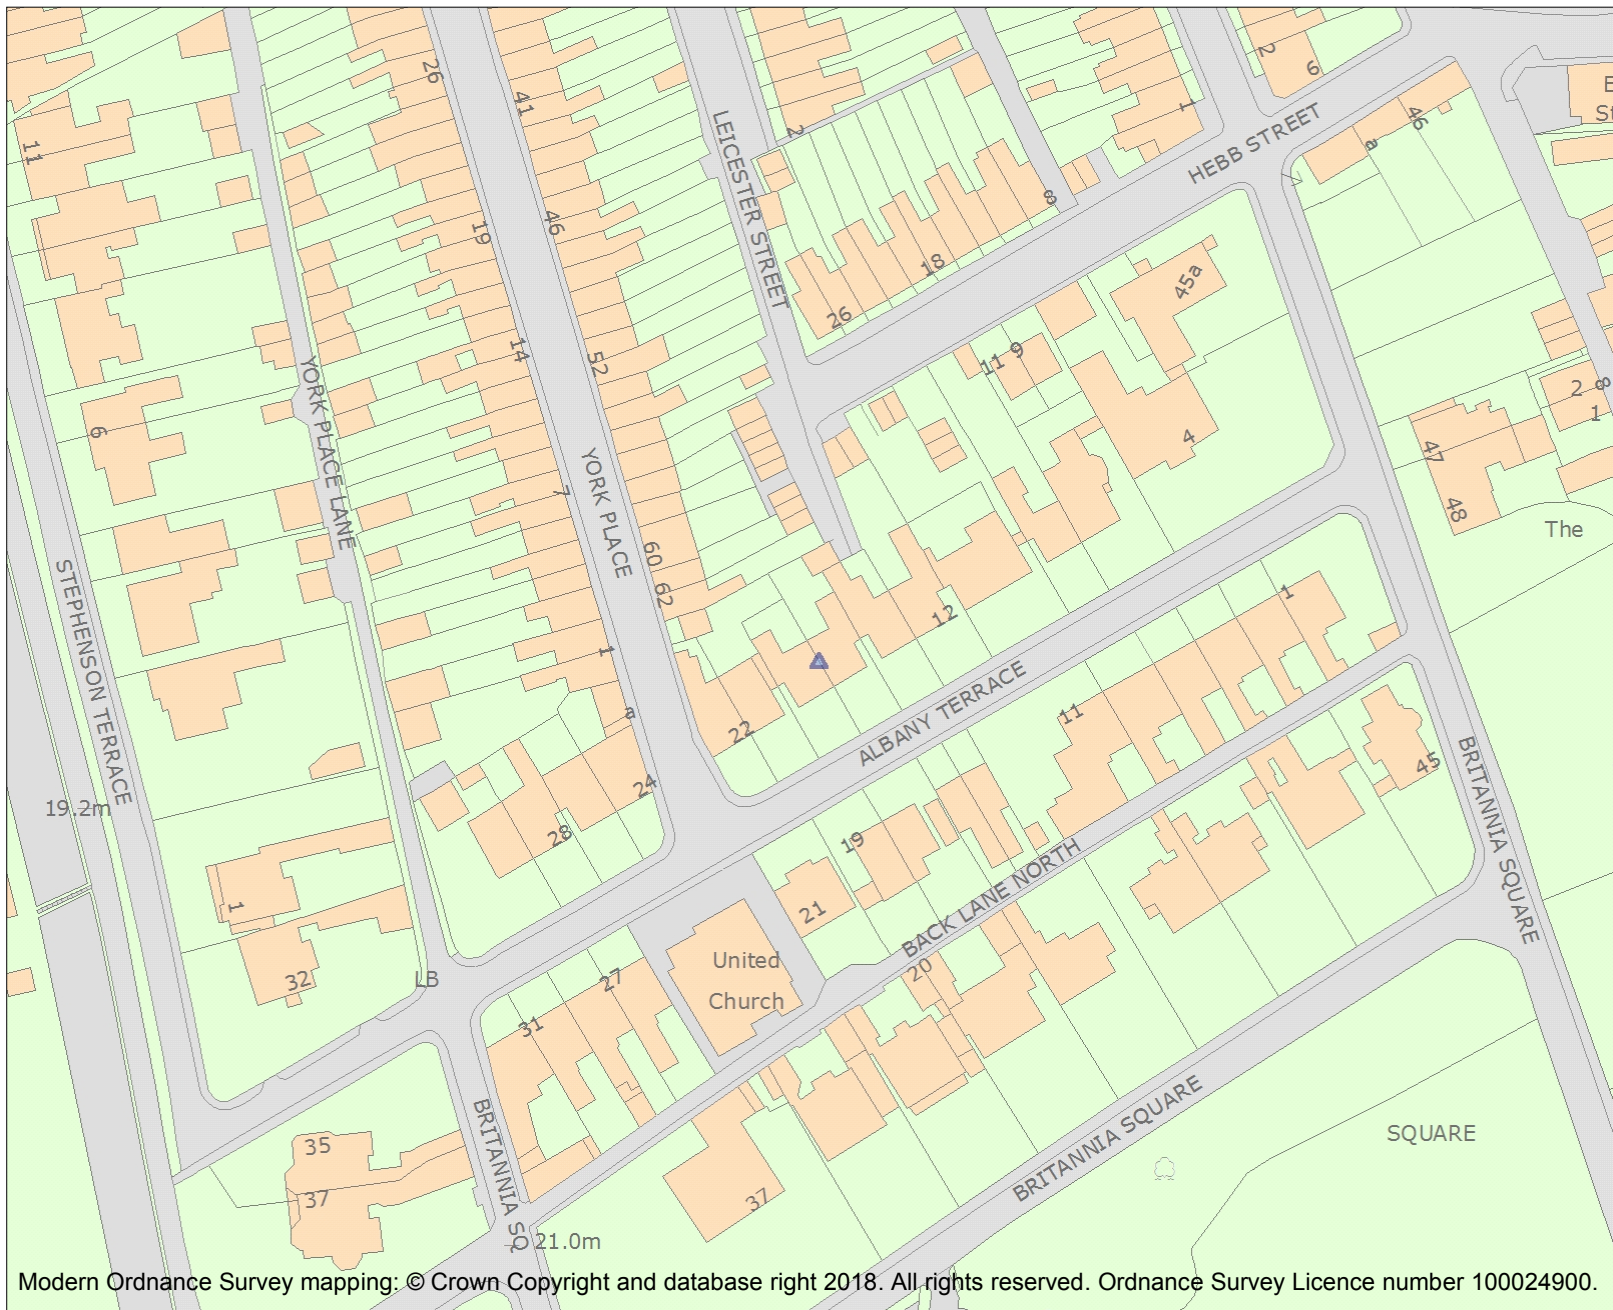 26
41
2
2
6
1
E
St
46
a
HEBB STREET
LEICESTER STREET
11
19
46
8
18
45a
26
14
52
11 9
YORK PLACE LANE
6
4
2
8
1
47
48
The
YORK PLACE
7
60
62
STEPHENSON TERRACE
12
1
1
a
22
ALBANY TERRACE
11
24
28
19.2m
45
BRITANNIA SQUARE
19
21
BACK LANE NORTH
1
32
LB
United
Church
20
27
31
BRITANNIA SQ
35
37
37
BRITANNIA SQUARE
SQUARE
21.0m
Modern Ordnance Survey mapping: © Crown Copyright and database right 2018. All rights reserved. Ordnance Survey Licence number 100024900.